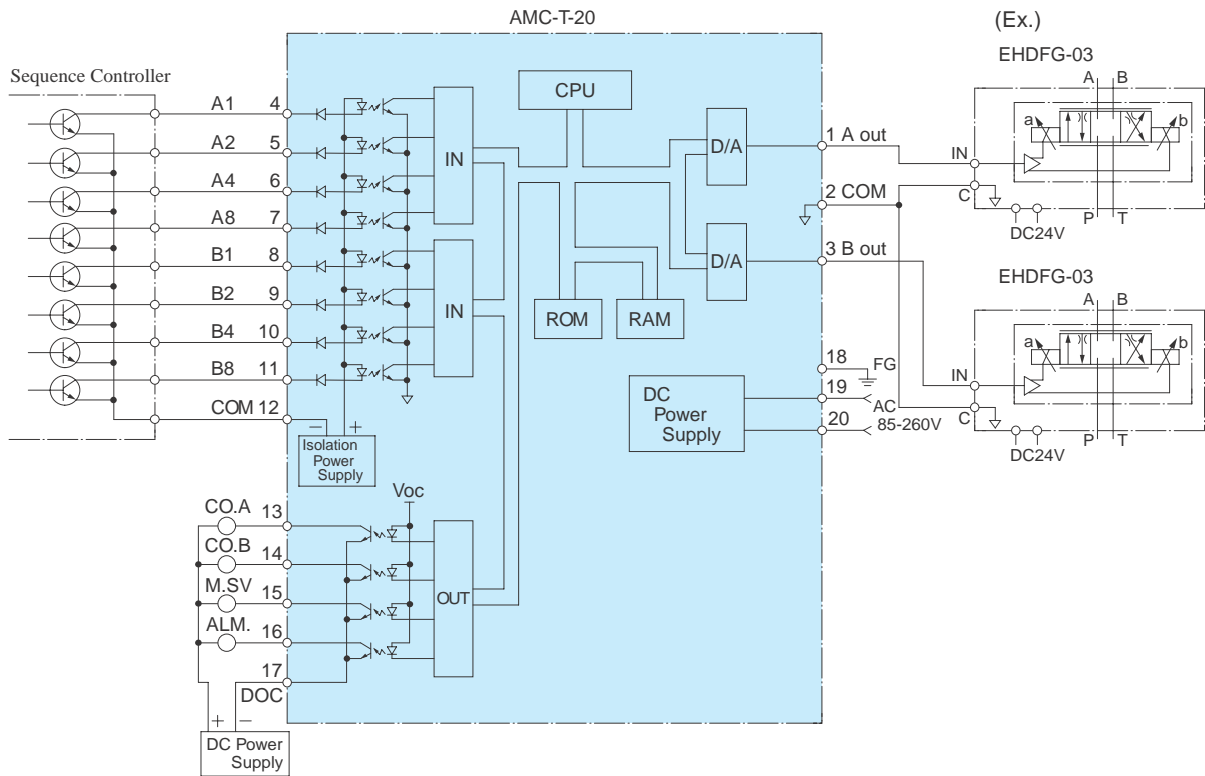 AMC-T-20
(Ex.)
EHDFG-03
Sequence Controller
A B
A1 4
CPU
a b
A2 5
D/A
1 A out
IN
IN
A4 6
C
2 COM
A8 7
P T
DC24V
B1 8
D/A
3 B out
EHDFG-03
B2 9
A B
IN
ROM
RAM
B4 10
a b
18
FG
B8 11
IN
19
DC
Power
Supply
AC
85-260V
COM 12
C
20
− +
Isolation
Power
Supply
P T
DC24V
Voc
CO.A 13
CO.B 14
M.SV 15
OUT
ALM. 16
17
DOC
+ −
DC Power
Supply